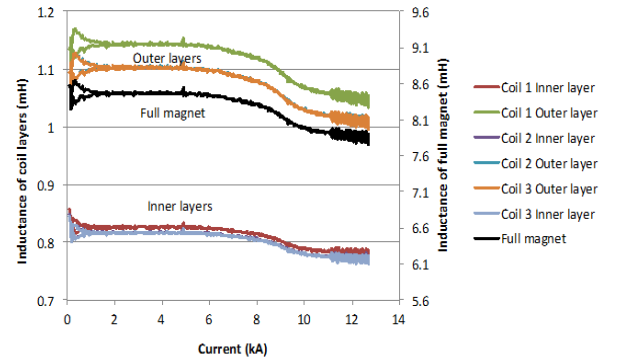 1.2
1.1
1
0.9
0.8
0.7
Inductance of coil layers (mH)
Outer layers
Full magnet
Inner layers
0
2
4
6
8
10
12
14
Current (kA)
9.6
9.1
8.6
8.1
7.6
7.1
6.6
6.1
5.6
Inductance of full magnet (mH)
Coil 1 Inner layer
Coil 1 Outer layer
Coil 2 Inner layer
Coil 2 Outer layer
Coil 3 Outer layer
Coil 3 Inner layer
Full magnet